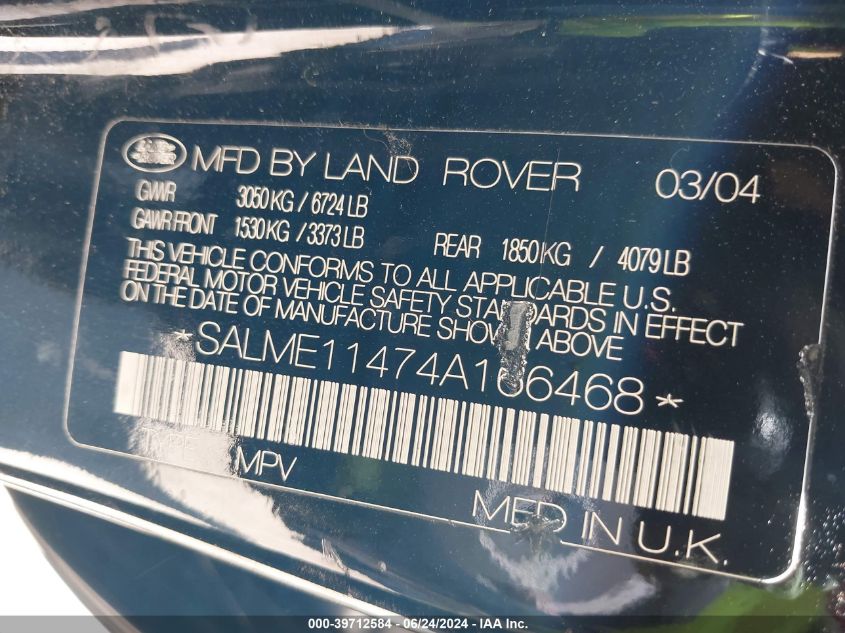 MFD BY LAND ROVER 03/04
GVWR 3050 KG / 6724 LB
GAWR FRONT 1530 KG / 3373 LB REAR 1850 KG / 4079 LB
THIS VEHICLE CONFORMS TO ALL APPLICABLE U.S.
FEDERAL MOTOR VEHICLE SAFETY STANDARDS IN EFFECT
ON THE DATE OF MANUFACTURE SHOWN ABOVE
*SALME11474A166468*
TYPE MPV
MED IN U.K.
000-39712584 - 06/24/2024 - IAA Inc.